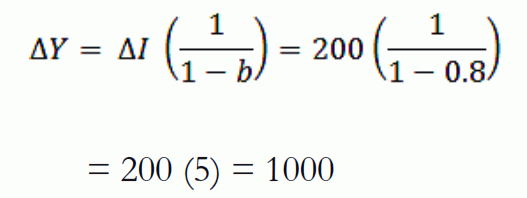 ΔY = ΔI (1/(1 − b)) = 200 (1/(1 − 0.8))
= 200 (5) = 1000